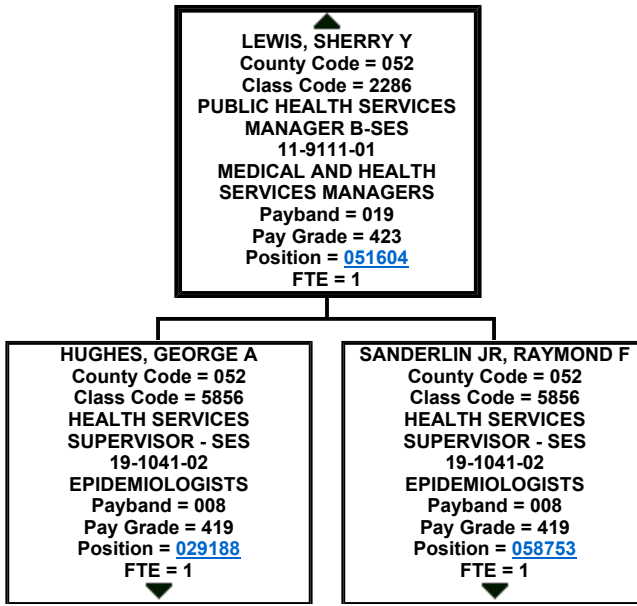 LEWIS, SHERRY Y
County Code = 052
Class Code = 2286
PUBLIC HEALTH SERVICES
MANAGER B-SES
11-9111-01
MEDICAL AND HEALTH
SERVICES MANAGERS
Payband = 019
Pay Grade = 423
Position = 051604
FTE = 1
HUGHES, GEORGE A
County Code = 052
Class Code = 5856
HEALTH SERVICES
SUPERVISOR - SES
19-1041-02
EPIDEMIOLOGISTS
Payband = 008
Pay Grade = 419
Position = 029188
FTE = 1
SANDERLIN JR, RAYMOND F
County Code = 052
Class Code = 5856
HEALTH SERVICES
SUPERVISOR - SES
19-1041-02
EPIDEMIOLOGISTS
Payband = 008
Pay Grade = 419
Position = 058753
FTE = 1